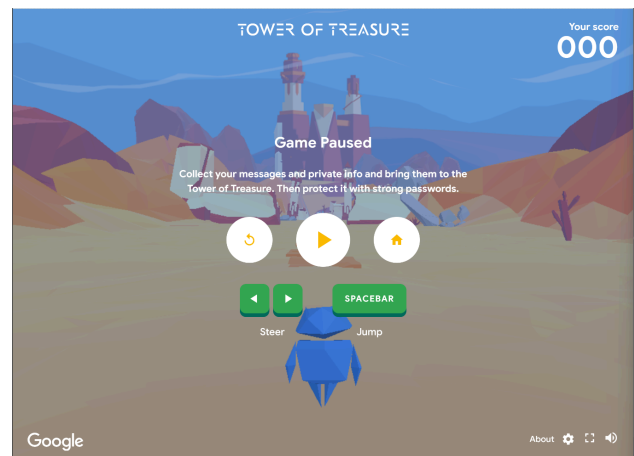 TOWER OF TREASURE
Your score
000
Game Paused
Collect your messages and private info and bring them to the
Tower of Treasure. Then protect it with strong passwords.
SPACEBAR
Steer
Jump
Google
About